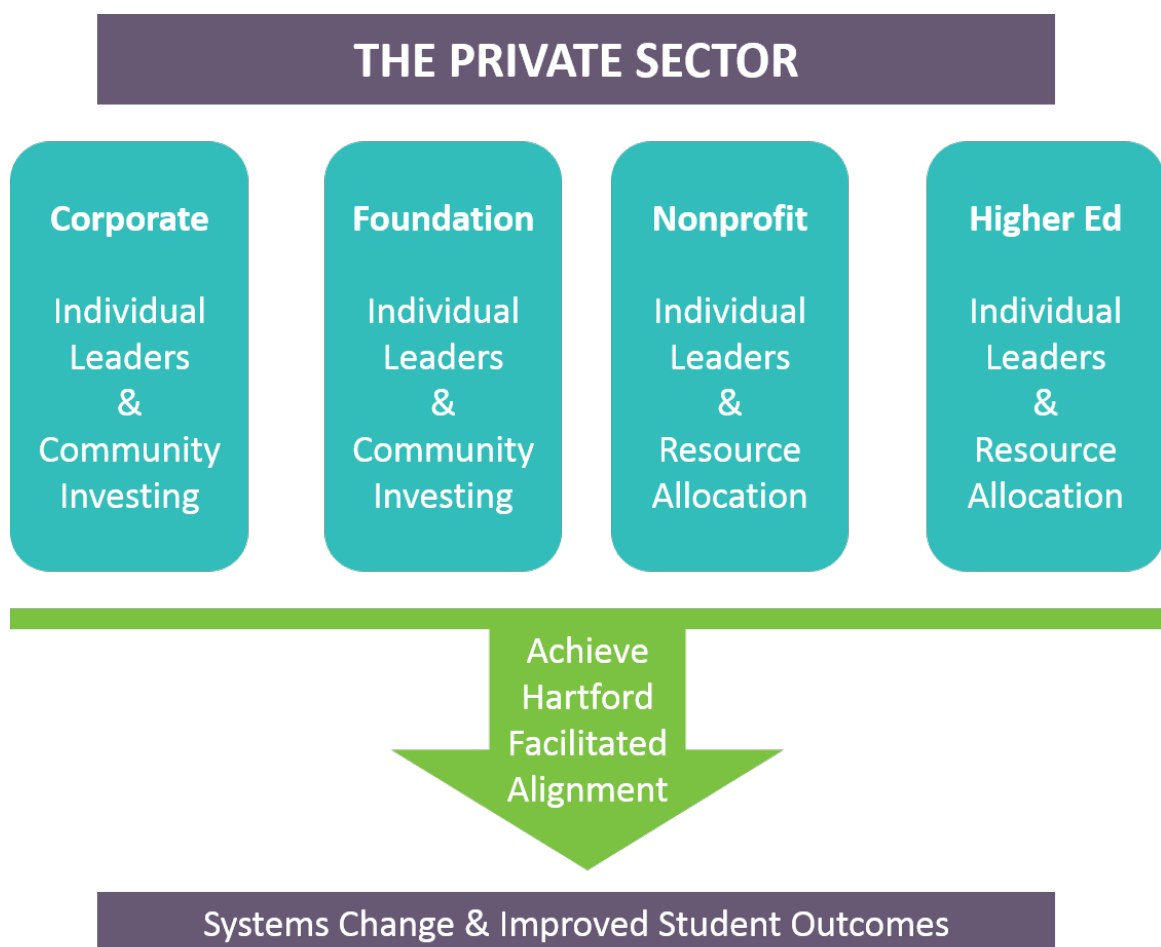 THE PRIVATE SECTOR
Corporate
Individual
Leaders
&
Community
Investing
Foundation
Individual
Leaders
&
Community
Investing
Nonprofit
Individual
Leaders
&
Resource
Allocation
Higher Ed
Individual
Leaders
&
Resource
Allocation
Achieve
Hartford
Facilitated
Alignment
Systems Change & Improved Student Outcomes